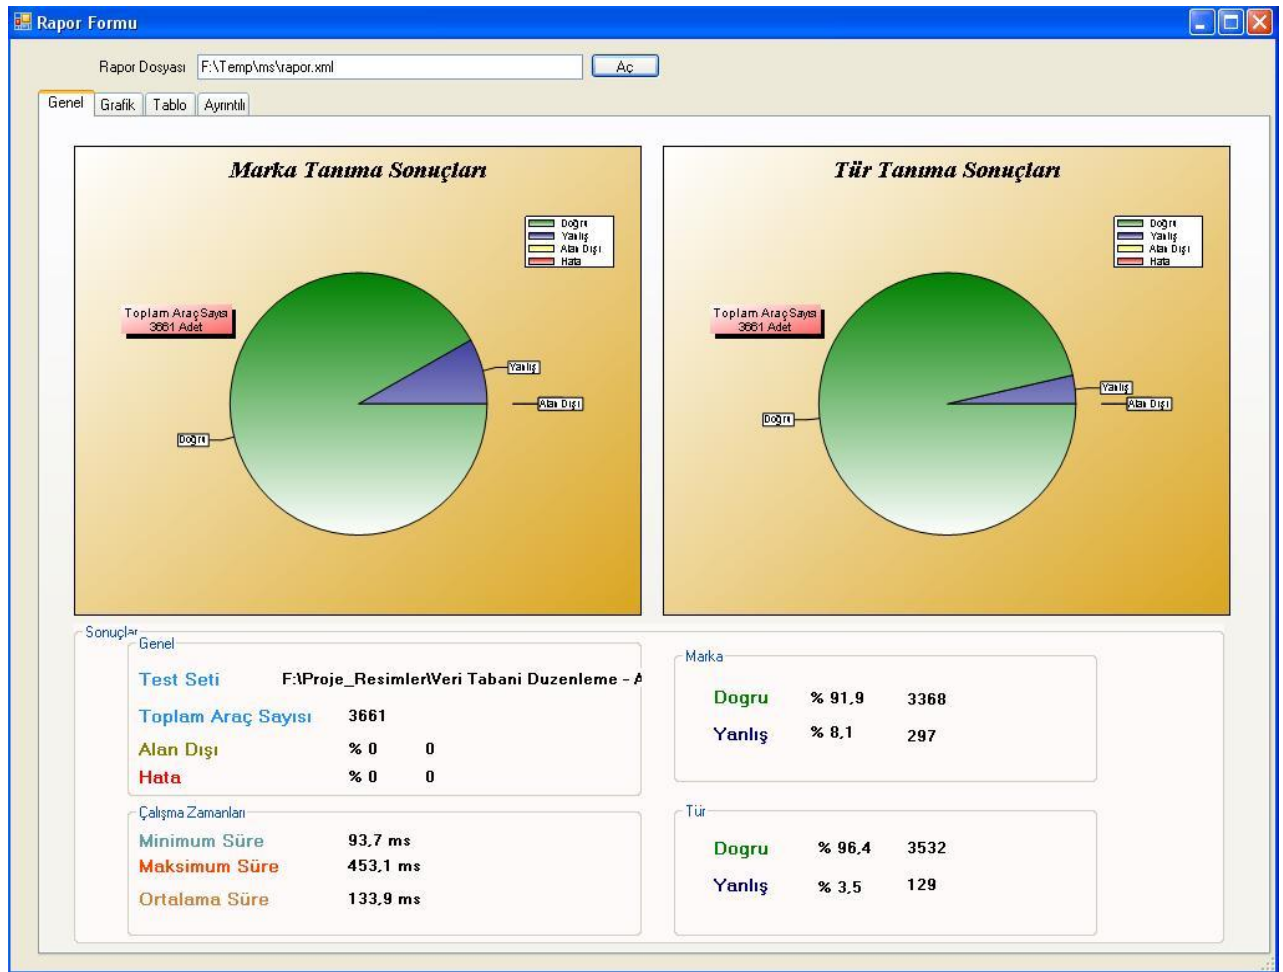 Rapor Formu
Rapor Dosyası F:\Temp\ms\rapor.xml Aç
Genel Grafik Tablo Ayrıntılı
Marka Tanıma Sonuçları
Doğru
Yanlış
Alan Dışı
Hata
Toplam Araç Sayısı
3661 Adet
Yanlış
Alan Dışı
Doğru
Tür Tanıma Sonuçları
Doğru
Yanlış
Alan Dışı
Hata
Toplam Araç Sayısı
3661 Adet
Yanlış
Alan Dışı
Doğru
Sonuçlar
Genel
Test Seti F:\Proje_Resimler\Veri Tabani Duzenleme - A
Toplam Araç Sayısı 3661
Alan Dışı % 0 0
Hata % 0 0
Çalışma Zamanları
Minimum Süre 93,7 ms
Maksimum Süre 453,1 ms
Ortalama Süre 133,9 ms
Marka
Dogru % 91,9 3368
Yanlış % 8,1 297
Tür
Dogru % 96,4 3532
Yanlış % 3,5 129